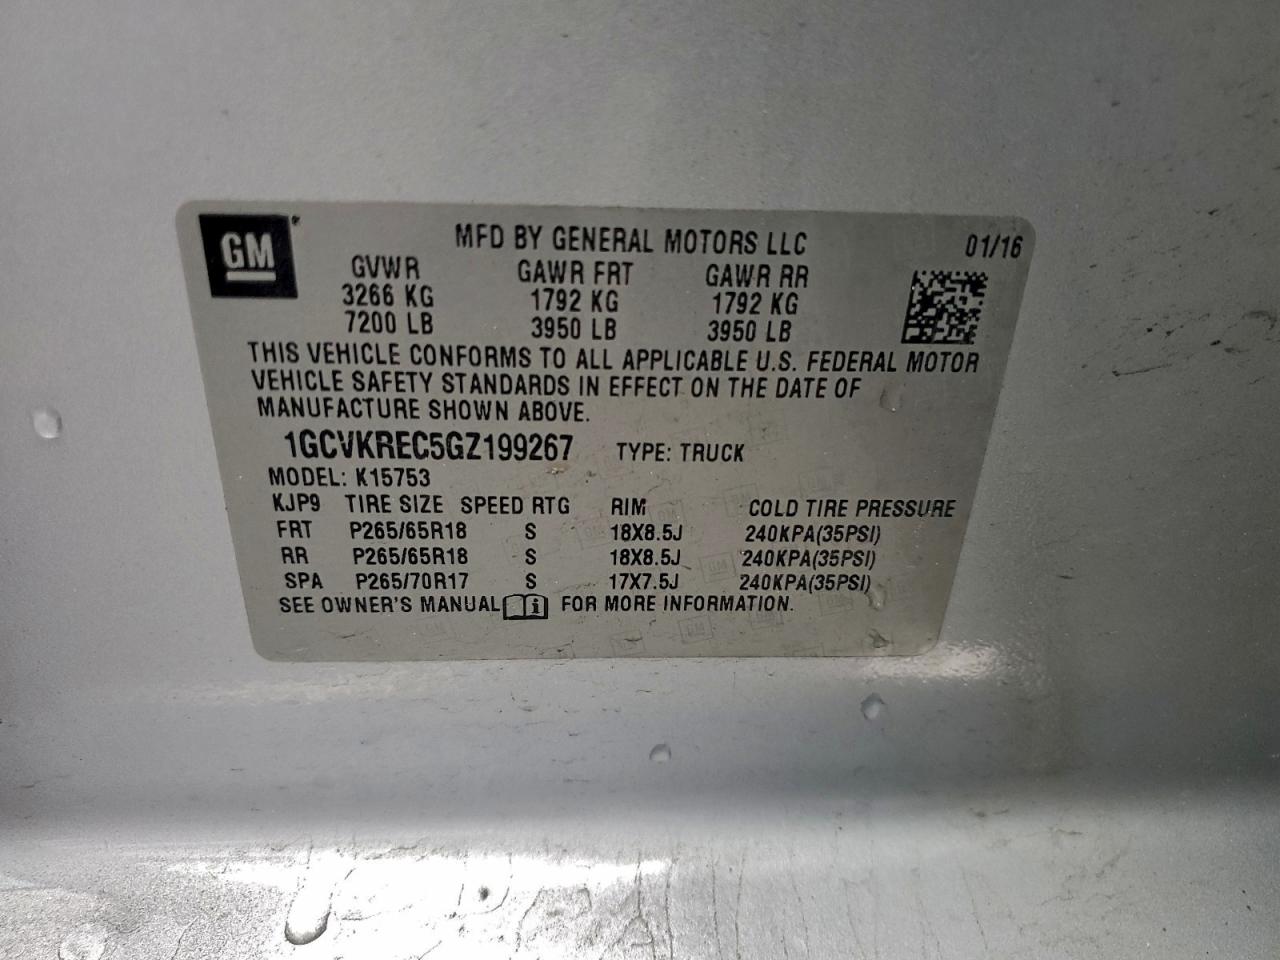 GM MFD BY GENERAL MOTORS LLC 01/16
GVWR GAWR FRT GAWR RR
3266 KG 1792 KG 1792 KG
7200 LB 3950 LB 3950 LB
THIS VEHICLE CONFORMS TO ALL APPLICABLE U.S. FEDERAL MOTOR
VEHICLE SAFETY STANDARDS IN EFFECT ON THE DATE OF
MANUFACTURE SHOWN ABOVE.
1GCVKREC5GZ199267 TYPE: TRUCK
MODEL: K15753
KJP9 TIRE SIZE SPEED RTG RIM COLD TIRE PRESSURE
FRT P265/65R18 S 18X8.5J 240KPA(35PSI)
RR P265/65R18 S 18X8.5J 240KPA(35PSI)
SPA P265/70R17 S 17X7.5J 240KPA(35PSI)
SEE OWNER'S MANUAL i FOR MORE INFORMATION.